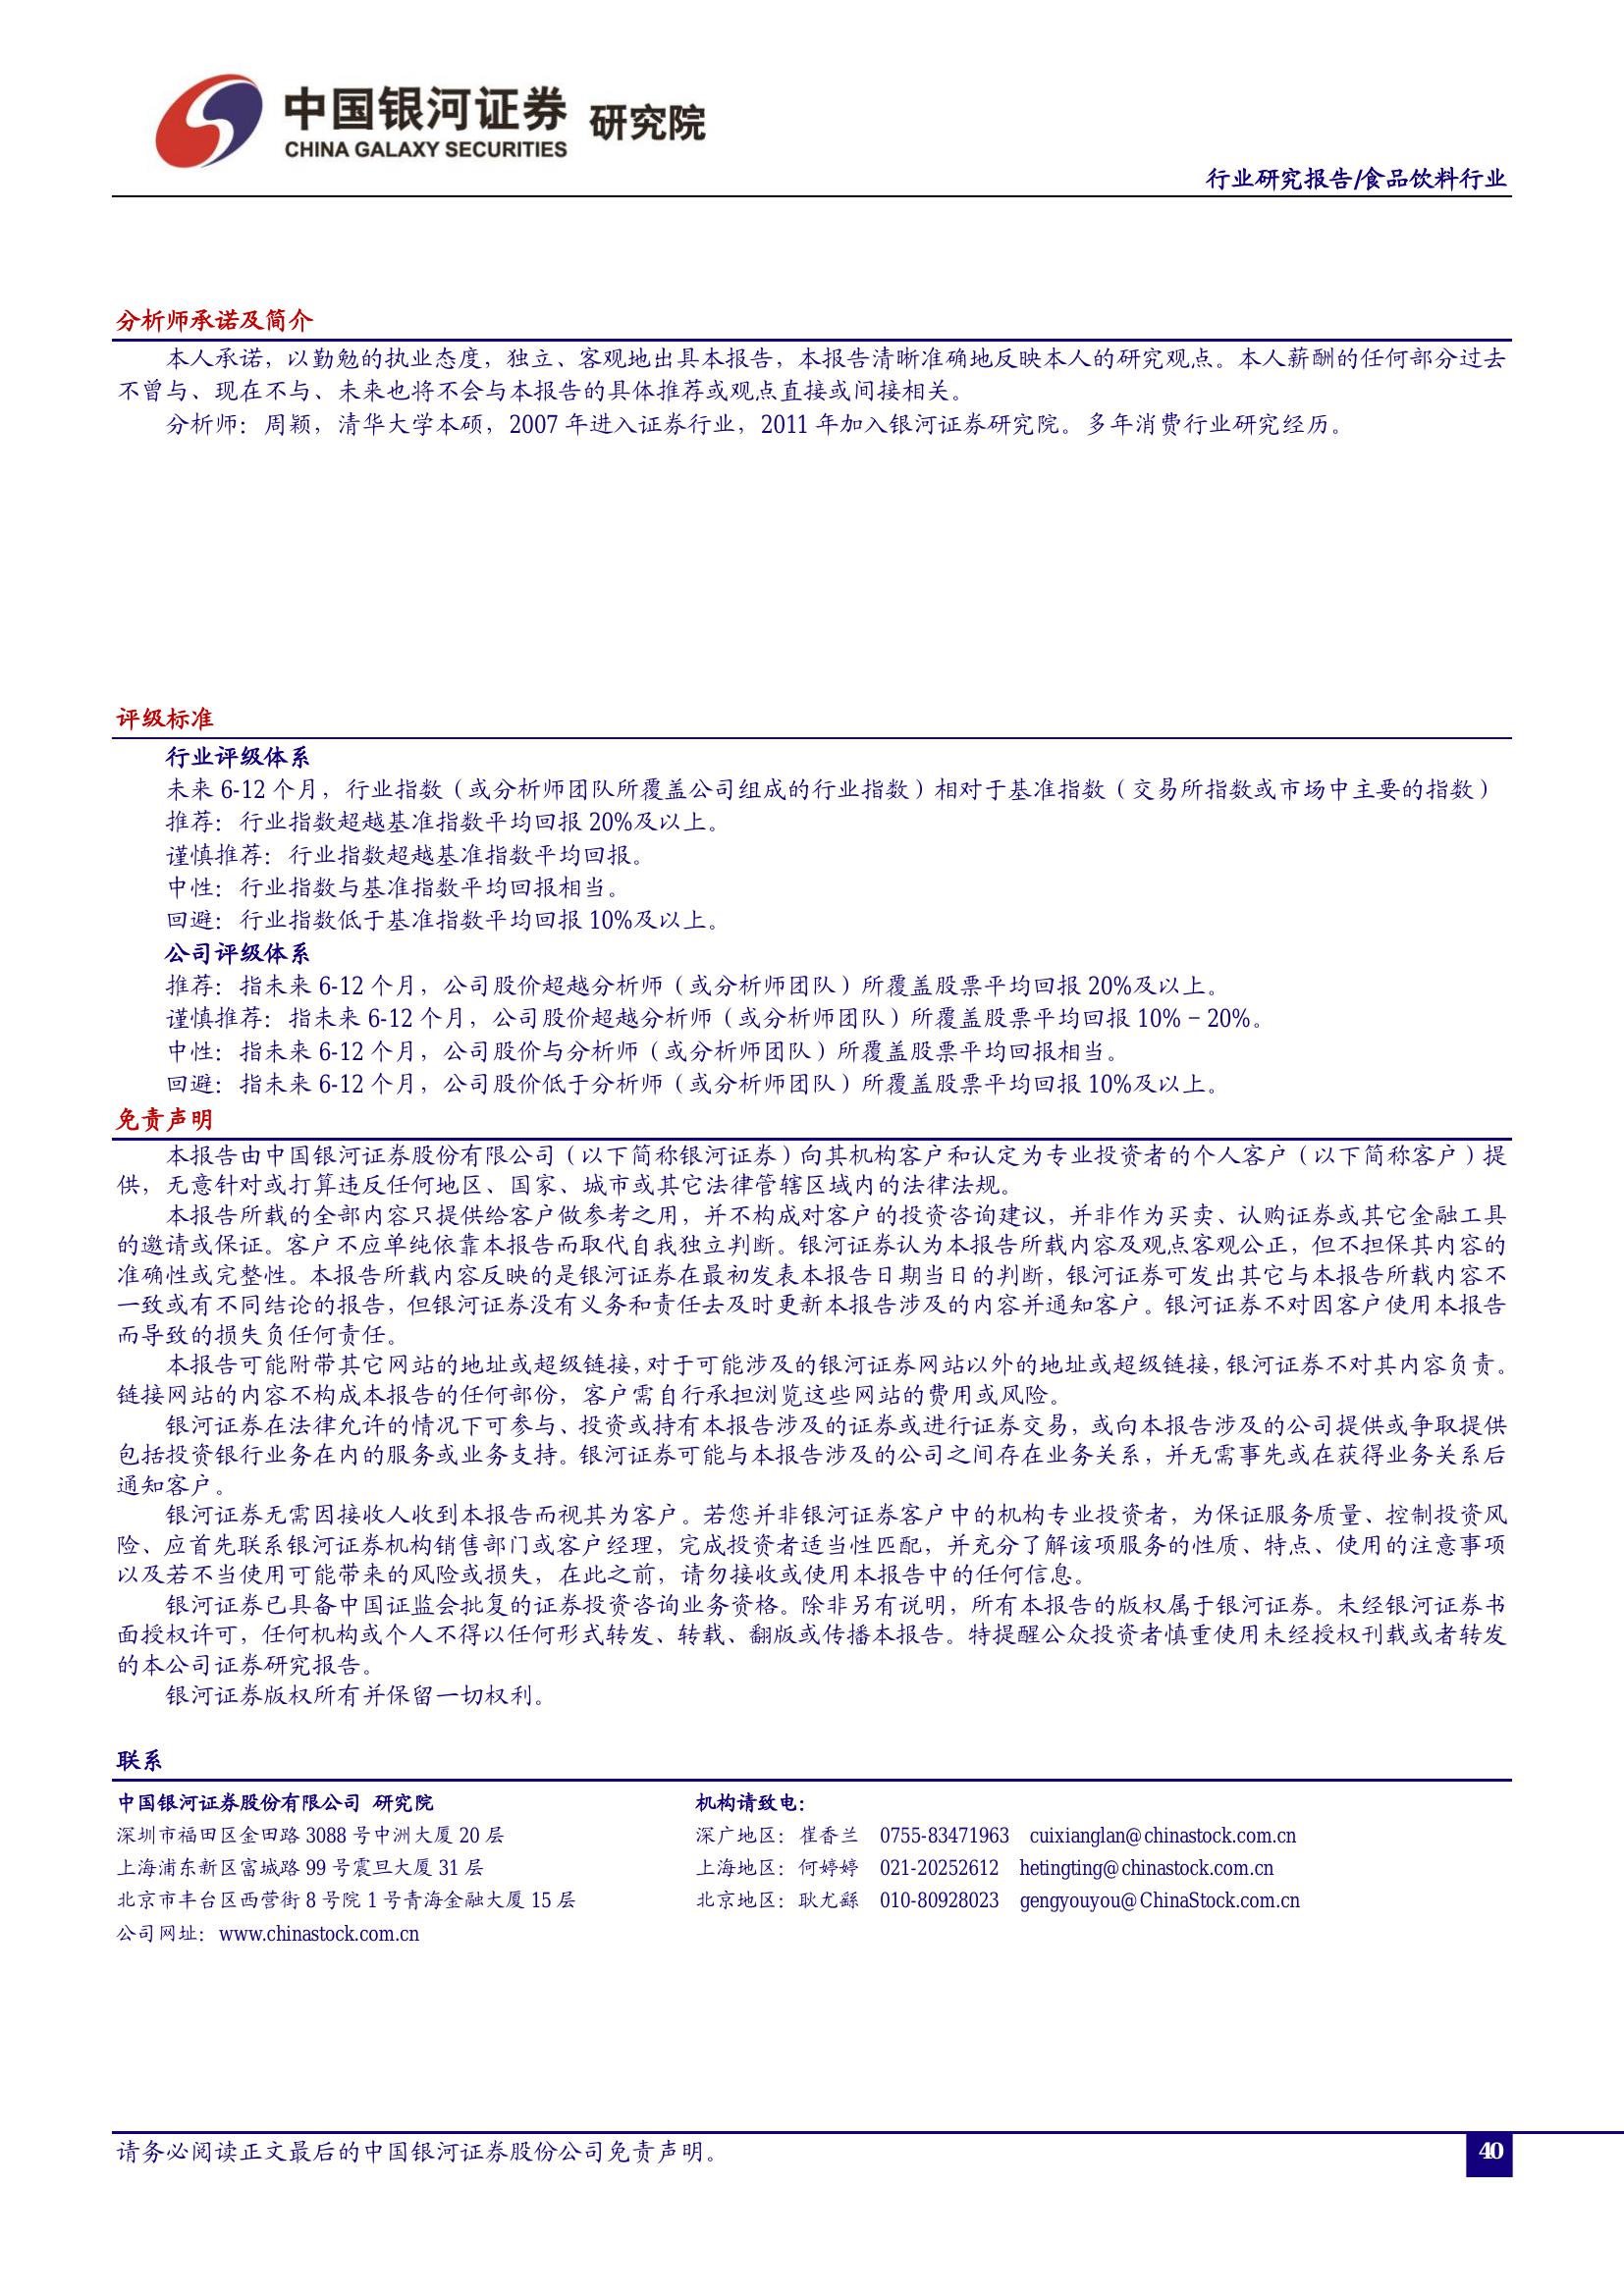 中国银河证券 研究院
CHINA GALAXY SECURITIES
行业研究报告/食品饮料行业
分析师承诺及简介
本人承诺，以勤勉的执业态度，独立、客观地出具本报告，本报告清晰准确地反映本人的研究观点。本人薪酬的任何部分过去
不曾与、现在不与、未来也将不会与本报告的具体推荐或观点直接或间接相关。
分析师：周颖，清华大学本硕，2007 年进入证券行业，2011 年加入银河证券研究院。多年消费行业研究经历。
评级标准
行业评级体系
未来 6-12 个月，行业指数（或分析师团队所覆盖公司组成的行业指数）相对于基准指数（交易所指数或市场中主要的指数）
推荐：行业指数超越基准指数平均回报 20%及以上。
谨慎推荐：行业指数超越基准指数平均回报。
中性：行业指数与基准指数平均回报相当。
回避：行业指数低于基准指数平均回报 10%及以上。
公司评级体系
推荐：指未来 6-12 个月，公司股价超越分析师（或分析师团队）所覆盖股票平均回报 20%及以上。
谨慎推荐：指未来 6-12 个月，公司股价超越分析师（或分析师团队）所覆盖股票平均回报 10%－20%。
中性：指未来 6-12 个月，公司股价与分析师（或分析师团队）所覆盖股票平均回报相当。
回避：指未来 6-12 个月，公司股价低于分析师（或分析师团队）所覆盖股票平均回报 10%及以上。
免责声明
本报告由中国银河证券股份有限公司（以下简称银河证券）向其机构客户和认定为专业投资者的个人客户（以下简称客户）提
供，无意针对或打算违反任何地区、国家、城市或其它法律管辖区域内的法律法规。
本报告所载的全部内容只提供给客户做参考之用，并不构成对客户的投资咨询建议，并非作为买卖、认购证券或其它金融工具
的邀请或保证。客户不应单纯依靠本报告而取代自我独立判断。银河证券认为本报告所载内容及观点客观公正，但不担保其内容的
准确性或完整性。本报告所载内容反映的是银河证券在最初发表本报告日期当日的判断，银河证券可发出其它与本报告所载内容不
一致或有不同结论的报告，但银河证券没有义务和责任去及时更新本报告涉及的内容并通知客户。银河证券不对因客户使用本报告
而导致的损失负任何责任。
本报告可能附带其它网站的地址或超级链接，对于可能涉及的银河证券网站以外的地址或超级链接，银河证券不对其内容负责。
链接网站的内容不构成本报告的任何部份，客户需自行承担浏览这些网站的费用或风险。
银河证券在法律允许的情况下可参与、投资或持有本报告涉及的证券或进行证券交易，或向本报告涉及的公司提供或争取提供
包括投资银行业务在内的服务或业务支持。银河证券可能与本报告涉及的公司之间存在业务关系，并无需事先或在获得业务关系后
通知客户。
银河证券无需因接收人收到本报告而视其为客户。若您并非银河证券客户中的机构专业投资者，为保证服务质量、控制投资风
险、应首先联系银河证券机构销售部门或客户经理，完成投资者适当性匹配，并充分了解该项服务的性质、特点、使用的注意事项
以及若不当使用可能带来的风险或损失，在此之前，请勿接收或使用本报告中的任何信息。
银河证券已具备中国证监会批复的证券投资咨询业务资格。除非另有说明，所有本报告的版权属于银河证券。未经银河证券书
面授权许可，任何机构或个人不得以任何形式转发、转载、翻版或传播本报告。特提醒公众投资者慎重使用未经授权刊载或者转发
的本公司证券研究报告。
银河证券版权所有并保留一切权利。
联系
中国银河证券股份有限公司 研究院 机构请致电：
深圳市福田区金田路 3088 号中洲大厦 20 层 深广地区：崔香兰 0755-83471963 cuixianglan@chinastock.com.cn
上海浦东新区富城路 99 号震旦大厦 31 层 上海地区：何婷婷 021-20252612 hetingting@chinastock.com.cn
北京市丰台区西营街 8 号院 1 号青海金融大厦 15 层 北京地区：耿尤繇 010-80928023 gengyouyou@ChinaStock.com.cn
公司网址：www.chinastock.com.cn
请务必阅读正文最后的中国银河证券股份公司免责声明。 40